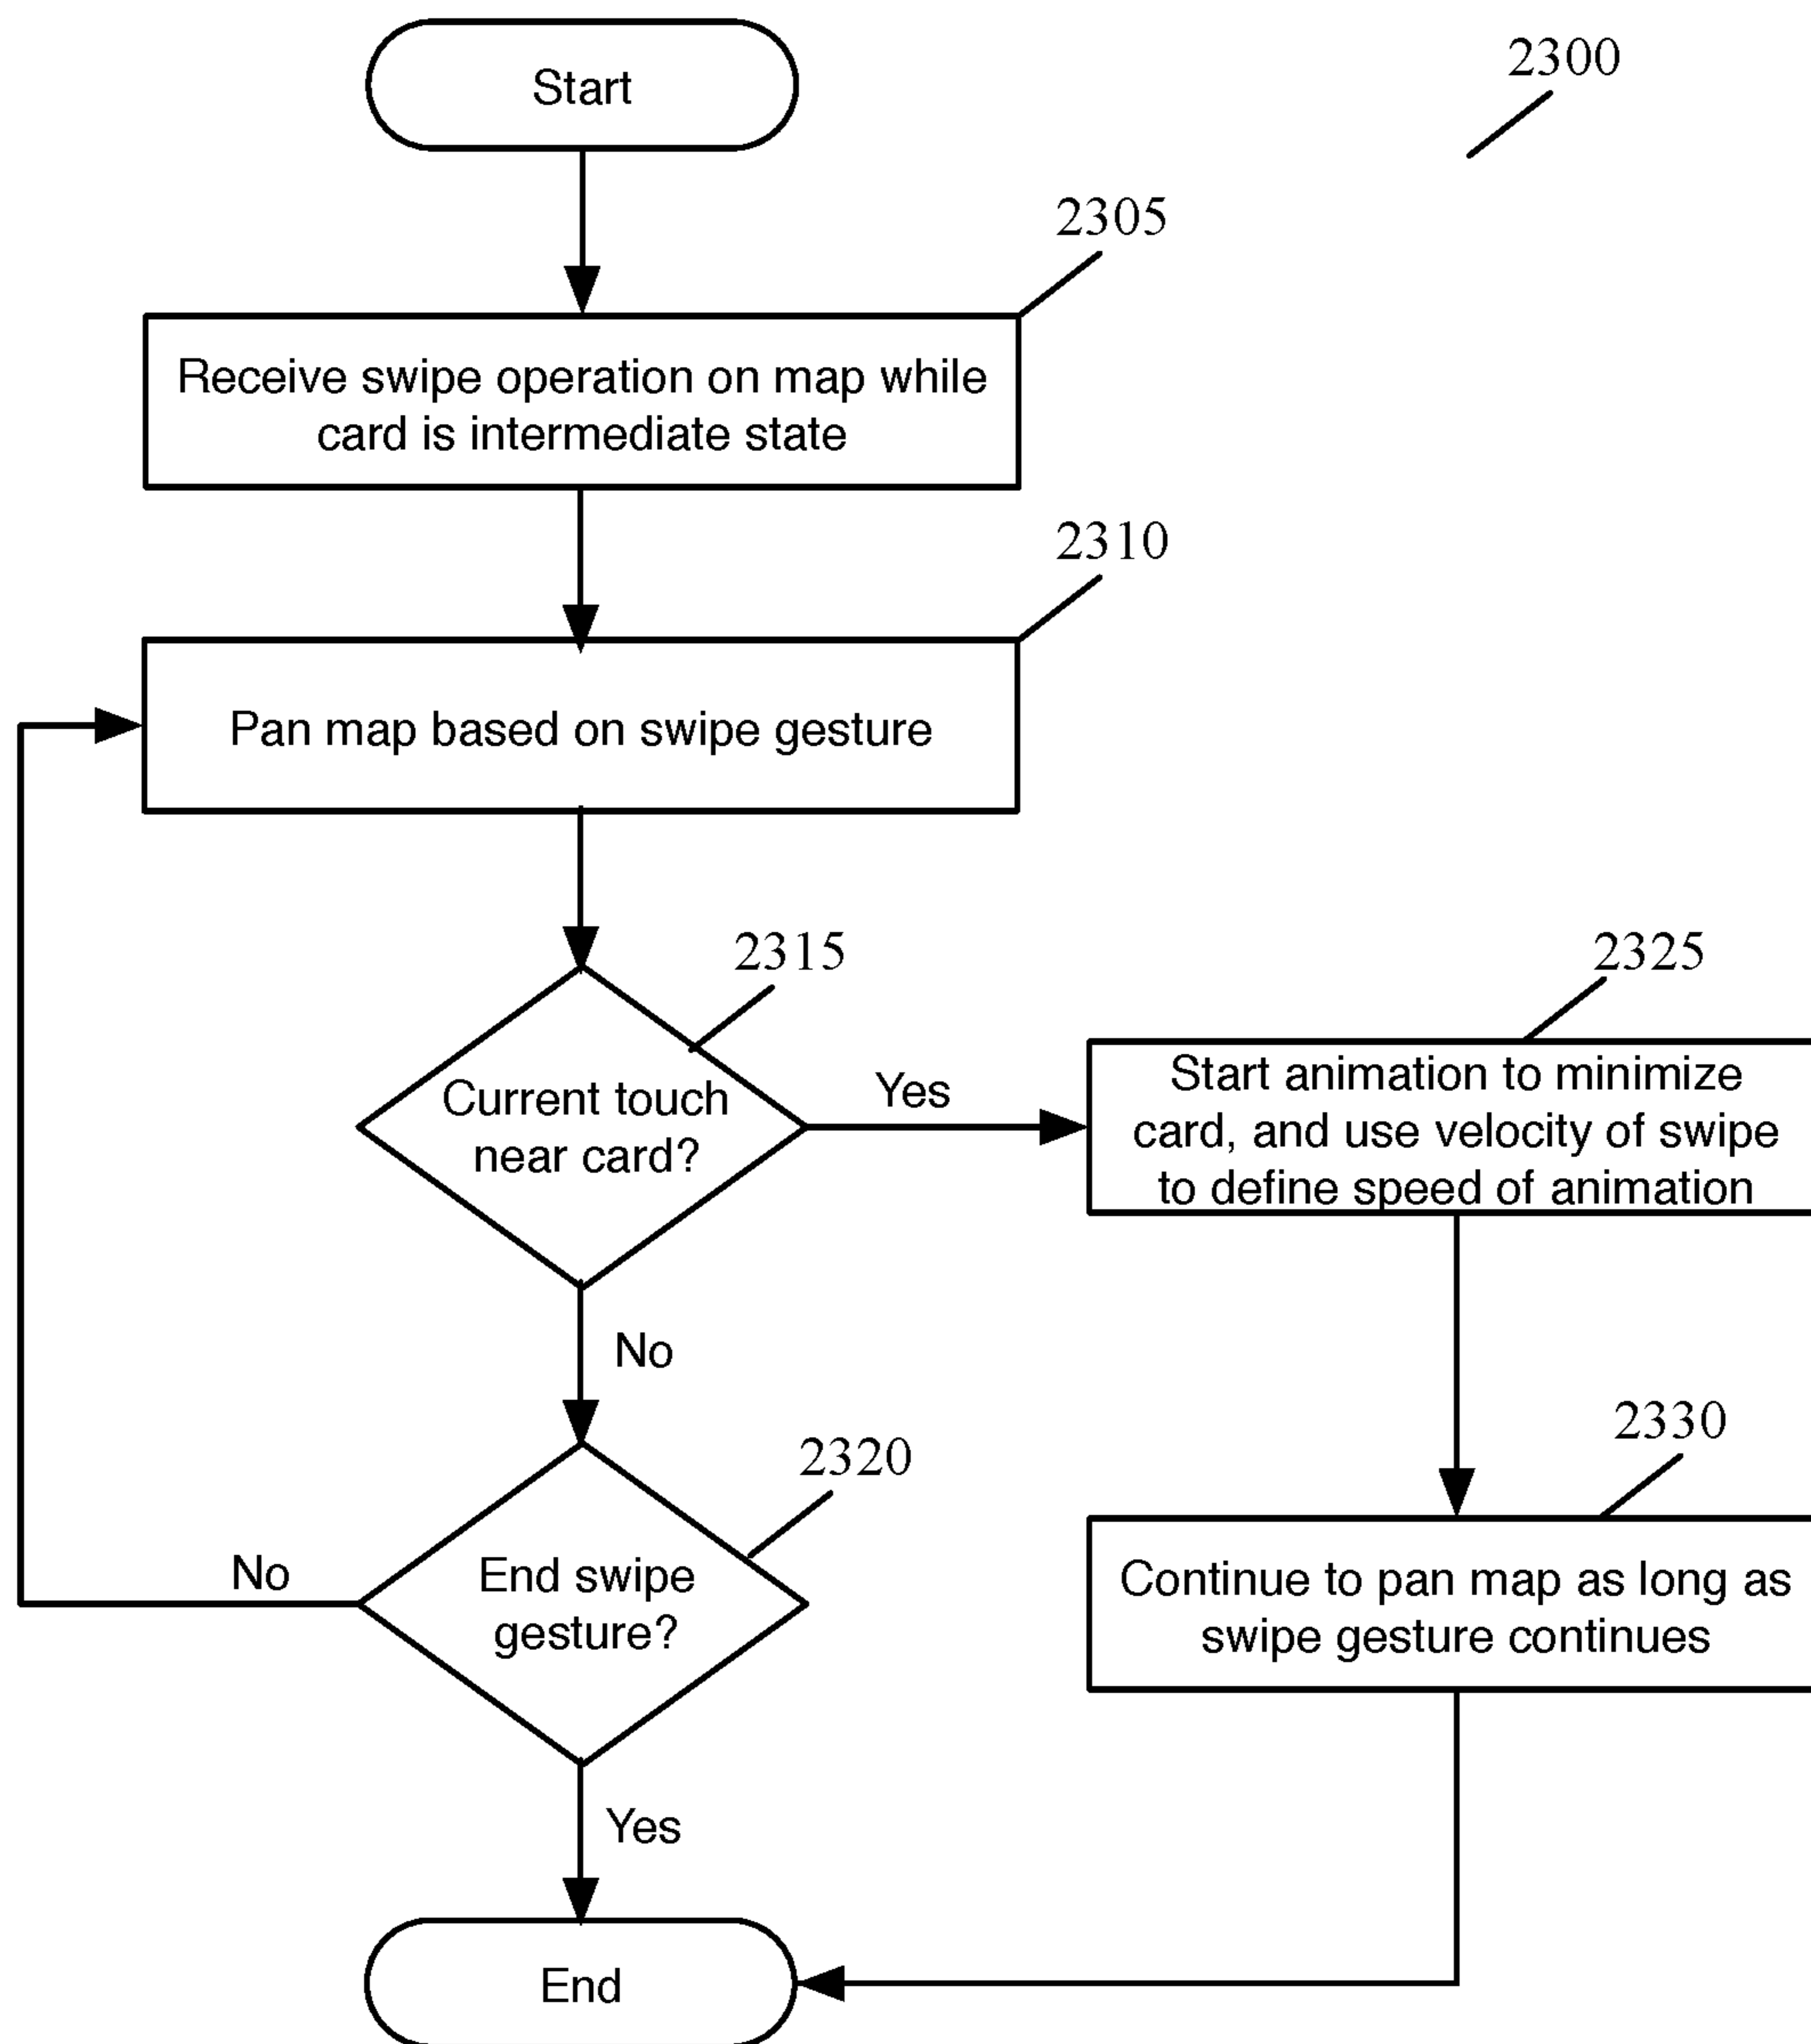 Start
2300
2305
Receive swipe operation on map while
card is intermediate state
2310
Pan map based on swipe gesture
2315
Current touch
near card?
Yes
2325
Start animation to minimize
card, and use velocity of swipe
to define speed of animation
No
2320
End swipe
gesture?
No
2330
Continue to pan map as long as
swipe gesture continues
Yes
End